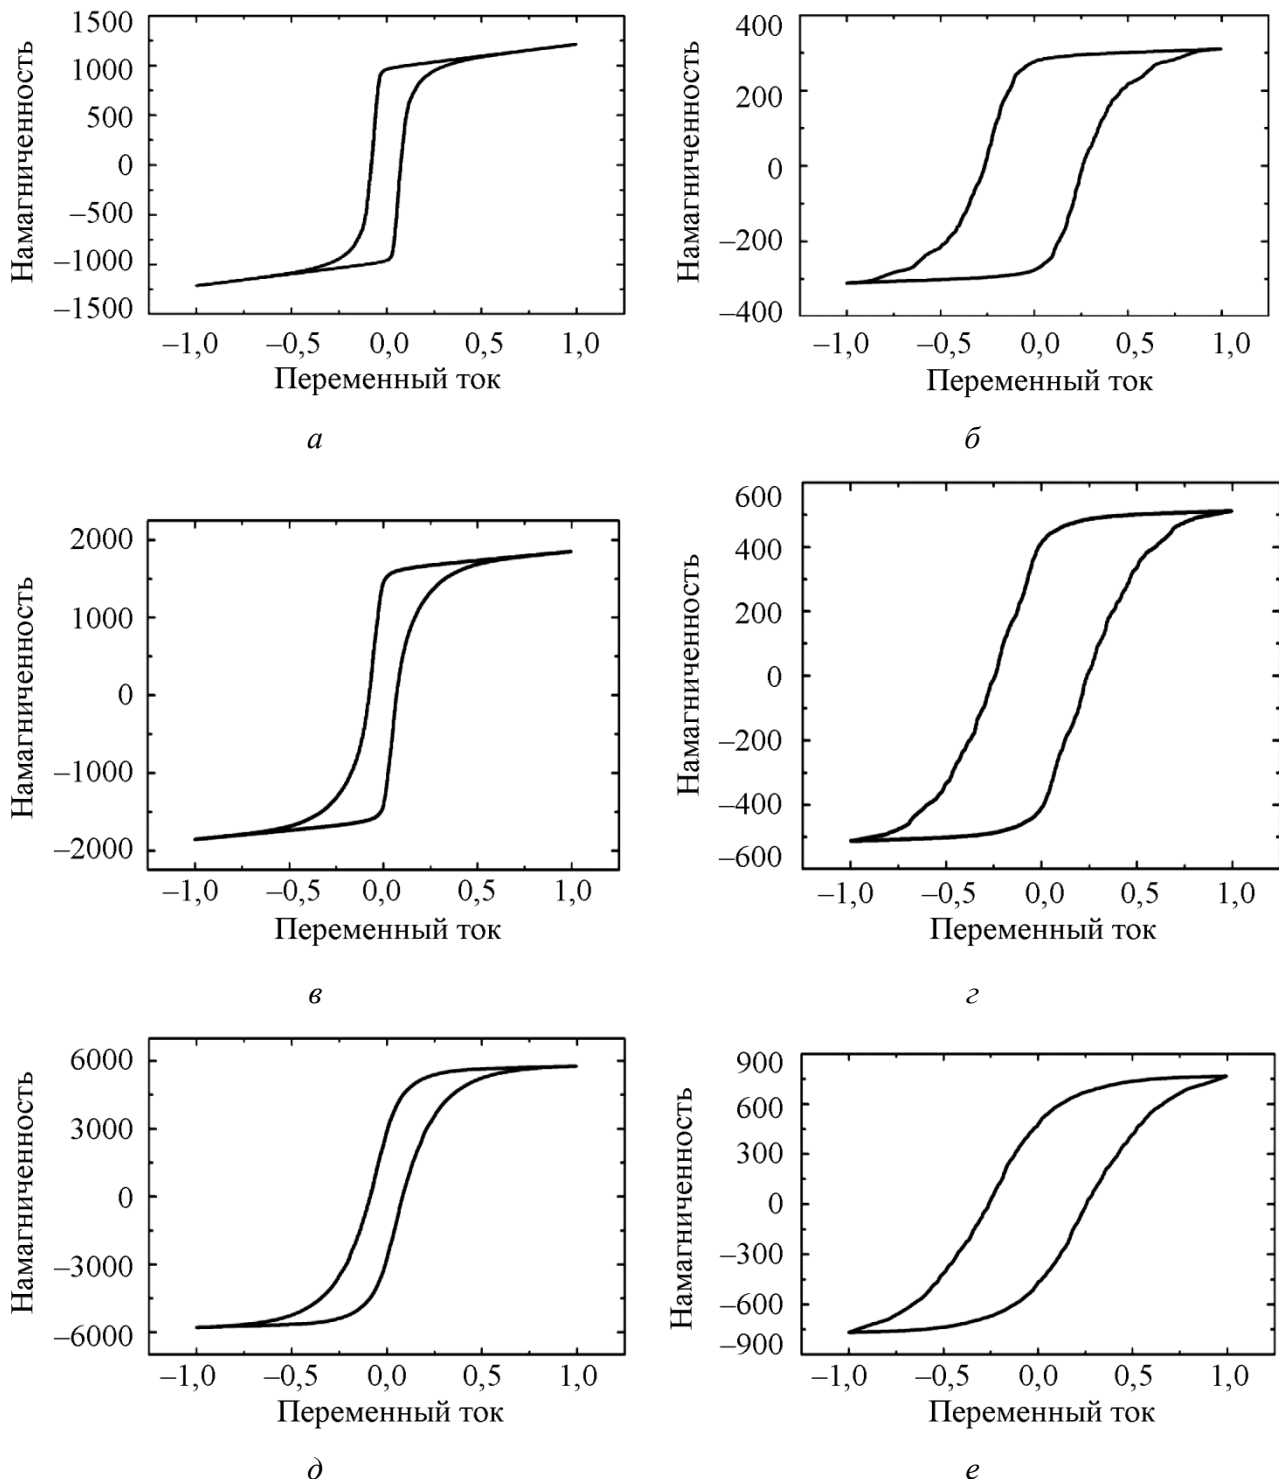 Намагниченность
1500
1000
500
0
–500
–1000
–1500
–1,0 –0,5 0,0 0,5 1,0
Переменный ток
а
Намагниченность
400
200
0
–200
–400
–1,0 –0,5 0,0 0,5 1,0
Переменный ток
б
Намагниченность
2000
1000
0
–1000
–2000
–1,0 –0,5 0,0 0,5 1,0
Переменный ток
в
Намагниченность
600
400
200
0
–200
–400
–600
–1,0 –0,5 0,0 0,5 1,0
Переменный ток
г
Намагниченность
6000
3000
0
–3000
–6000
–1,0 –0,5 0,0 0,5 1,0
Переменный ток
д
Намагниченность
900
600
300
0
–300
–600
–900
–1,0 –0,5 0,0 0,5 1,0
Переменный ток
е